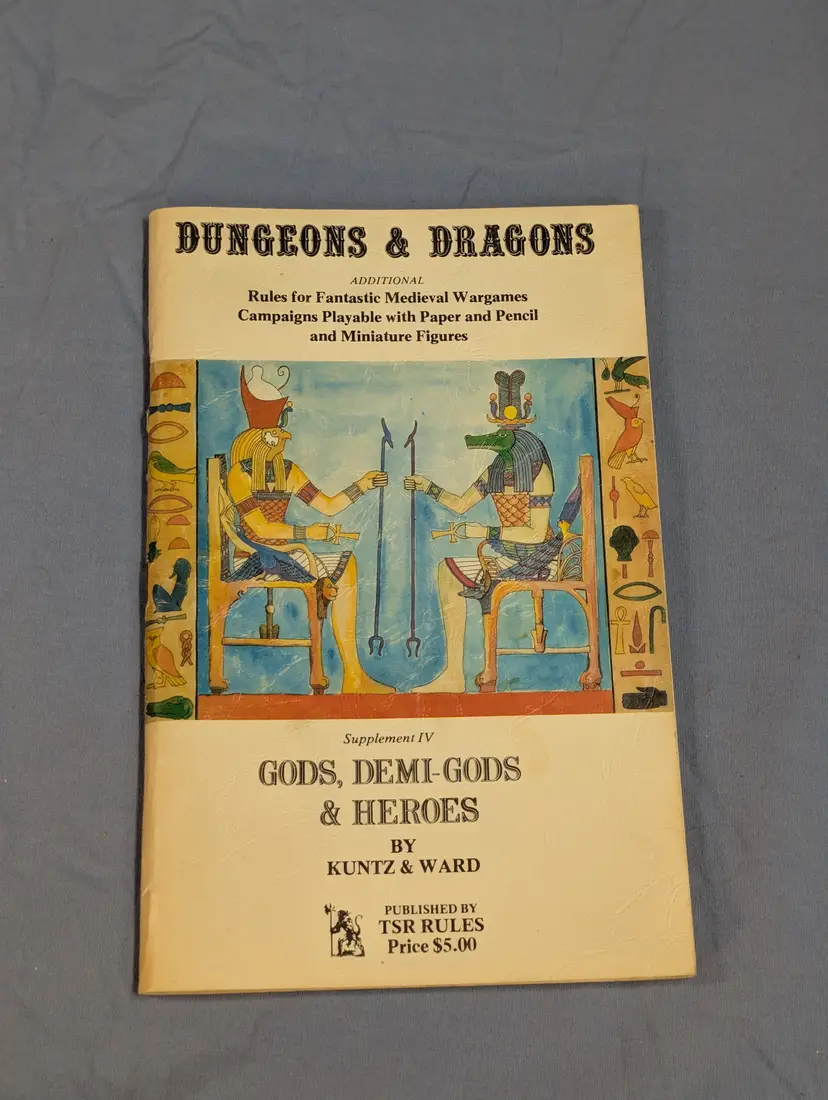 DUNGEONS & DRAGONS
ADDITIONAL
Rules for Fantastic Medieval Wargames
Campaigns Playable with Paper and Pencil
and Miniature Figures
Supplement IV
GODS, DEMI-GODS
& HEROES
BY
KUNTZ & WARD
PUBLISHED BY
TSR RULES
Price $5.00